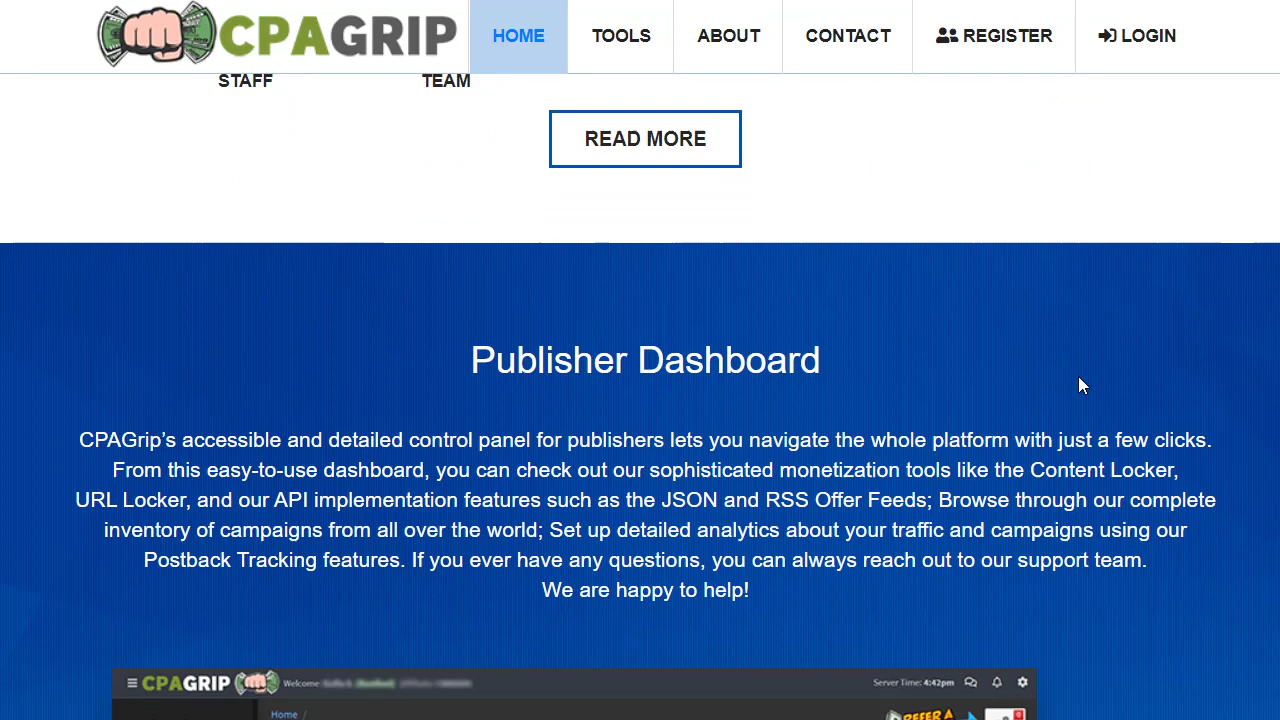 CPAGRIP
HOME
TOOLS
ABOUT
CONTACT
REGISTER
LOGIN
STAFF
TEAM
READ MORE
Publisher Dashboard
CPAGrip’s accessible and detailed control panel for publishers lets you navigate the whole platform with just a few clicks.
From this easy-to-use dashboard, you can check out our sophisticated monetization tools like the Content Locker,
URL Locker, and our API implementation features such as the JSON and RSS Offer Feeds; Browse through our complete
inventory of campaigns from all over the world; Set up detailed analytics about your traffic and campaigns using our
Postback Tracking features. If you ever have any questions, you can always reach out to our support team.
We are happy to help!
CPAGRIP
Welcome
Server Time: 4:42pm
Home /
REFER A